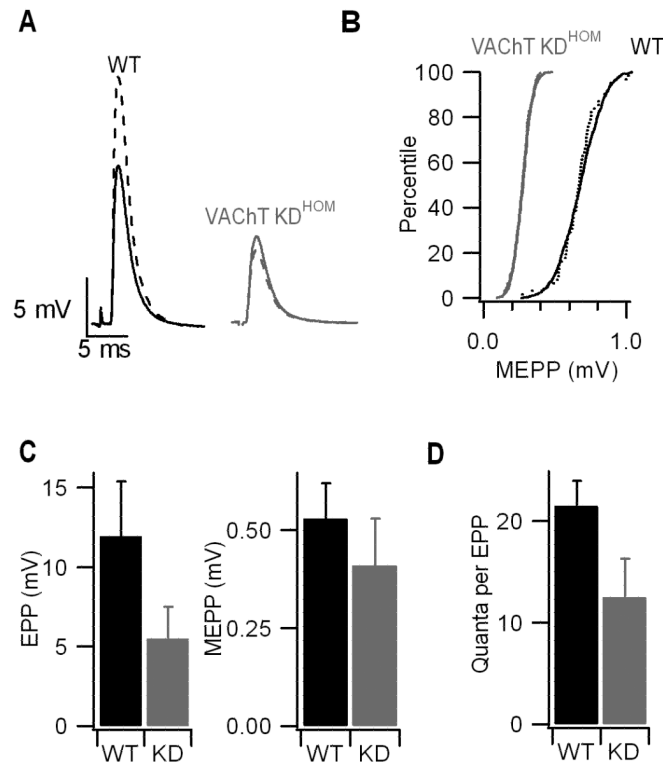 A
WT
VAChT KD^HOM
5 mV
5 ms
B
VAChT KD^HOM WT
Percentile
100
80
60
40
20
0
0.0 1.0
MEPP (mV)
C
EPP (mV)
15
10
5
0
WT KD
MEPP (mV)
0.50
0.25
0.00
WT KD
D
Quanta per EPP
20
10
0
WT KD